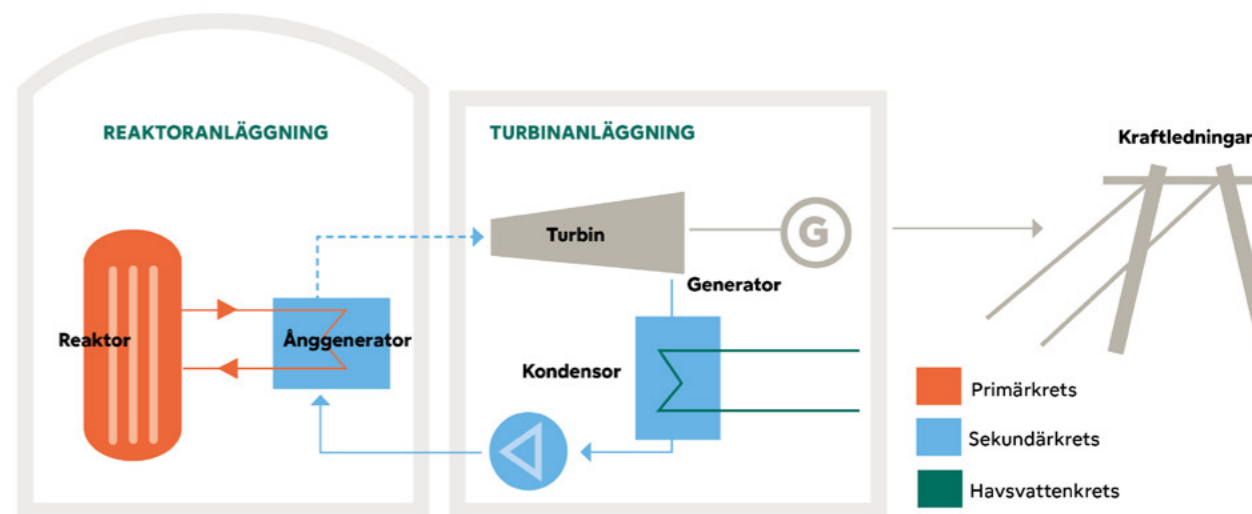 REAKTORANLÄGGNING
TURBINANLÄGGNING
Kraftledningar
Turbin
G
Generator
Reaktor
Ånggenerator
Kondensor
Primärkrets
Sekundärkrets
Havsvattenkrets